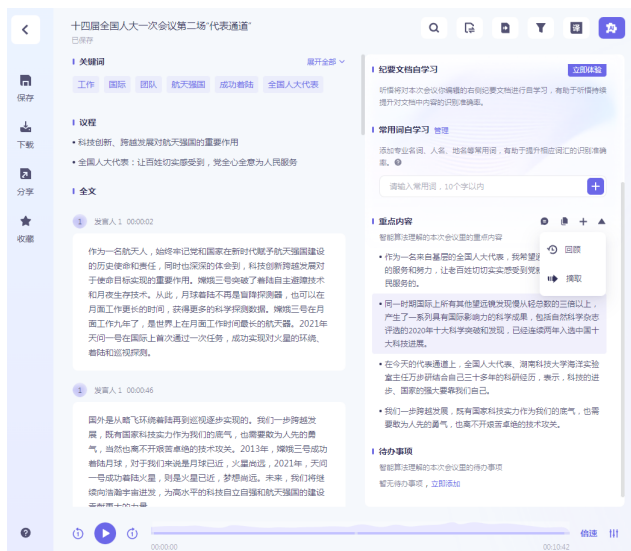 十四届全国人大一次会议第二场“代表通道”
已保存
译
保存
下载
分享
收藏
关键词
展开全部
工作 国际 团队 航天强国 成功着陆 全国人大代表
议程
• 科技创新、跨越发展对航天强国的重要作用
• 全国人大代表：让百姓切实感受到，党全心全意为人民服务
全文
1 发言人 1 00:00:02
作为一名航天人，始终牢记党和国家在新时代赋予航天强国建设
的历史使命和责任，同时也深深的体会到，科技创新跨越发展对
于使命目标实现的重要作用。嫦娥三号突破了着陆自主避障技术
和月夜生存技术。从此，月球着陆不再是盲降探测器，也可以在
月面工作更长的时间，获得更多的科学探测数据。嫦娥三号在月
面工作九年了，是世界上在月面工作时间最长的航天器。2021年
天问一号在国际上首次通过一次任务，成功实现对火星的环绕、
着陆和巡视探测。
1 发言人 1 00:00:46
国外是从略飞环绕着陆再到巡视逐步实现的。我们一步跨越发
展，既有国家科技实力作为我们的底气，也需要敢为人先的勇
气，当然也离不开艰苦卓绝的技术攻关。2013年，嫦娥三号成功
着陆月球，对于我们来说是月球已近，火星尚远，2021年，天问
一号成功着陆火星，则是火星已近，梦想尚远。未来，我们将继
续向浩瀚宇宙进发，为高水平的科技自立自强和航天强国的建设
贡献更大的力量
纪要文档自学习
立即体验
听悟将对本次会议你编辑的右侧纪要文档进行自学习，有助于听悟持续
提升对文档中内容的识别准确率。
常用词自学习 管理
添加专业名词、人名、地名等常用词，有助于提升相应词汇的识别准确
率。
请输入常用词，10个字以内
重点内容
智能算法理解的本次会议里的重点内容
回顾
摘取
• 作为一名来自基层的全国人大代表，我希望
的服务和努力，让老百姓切切实实感受到党
民服务的。
• 同一时期国际上所有其他望远镜发现慢从轻总数的三倍以上，
产生了一系列具有国际影响力的科学成果，包括自然科学杂志
评选的2020年十大科学突破和发现，已经连续两年入选中国十
大科技进展。
• 在今天的代表通道上，全国人大代表、湖南科技大学海洋实验
室主任万步研结合自己三十多年的科研经历，表示，科技的进
步、国家的强大要靠我们自己。
• 我们一步跨越发展，既有国家科技实力作为我们的底气，也需
要敢为人先的勇气，也离不开艰苦卓绝的技术攻关。
待办事项
智能算法理解的本次会议里的待办事项
暂无待办事项，立即添加
倍速
00:00:00
00:10:42